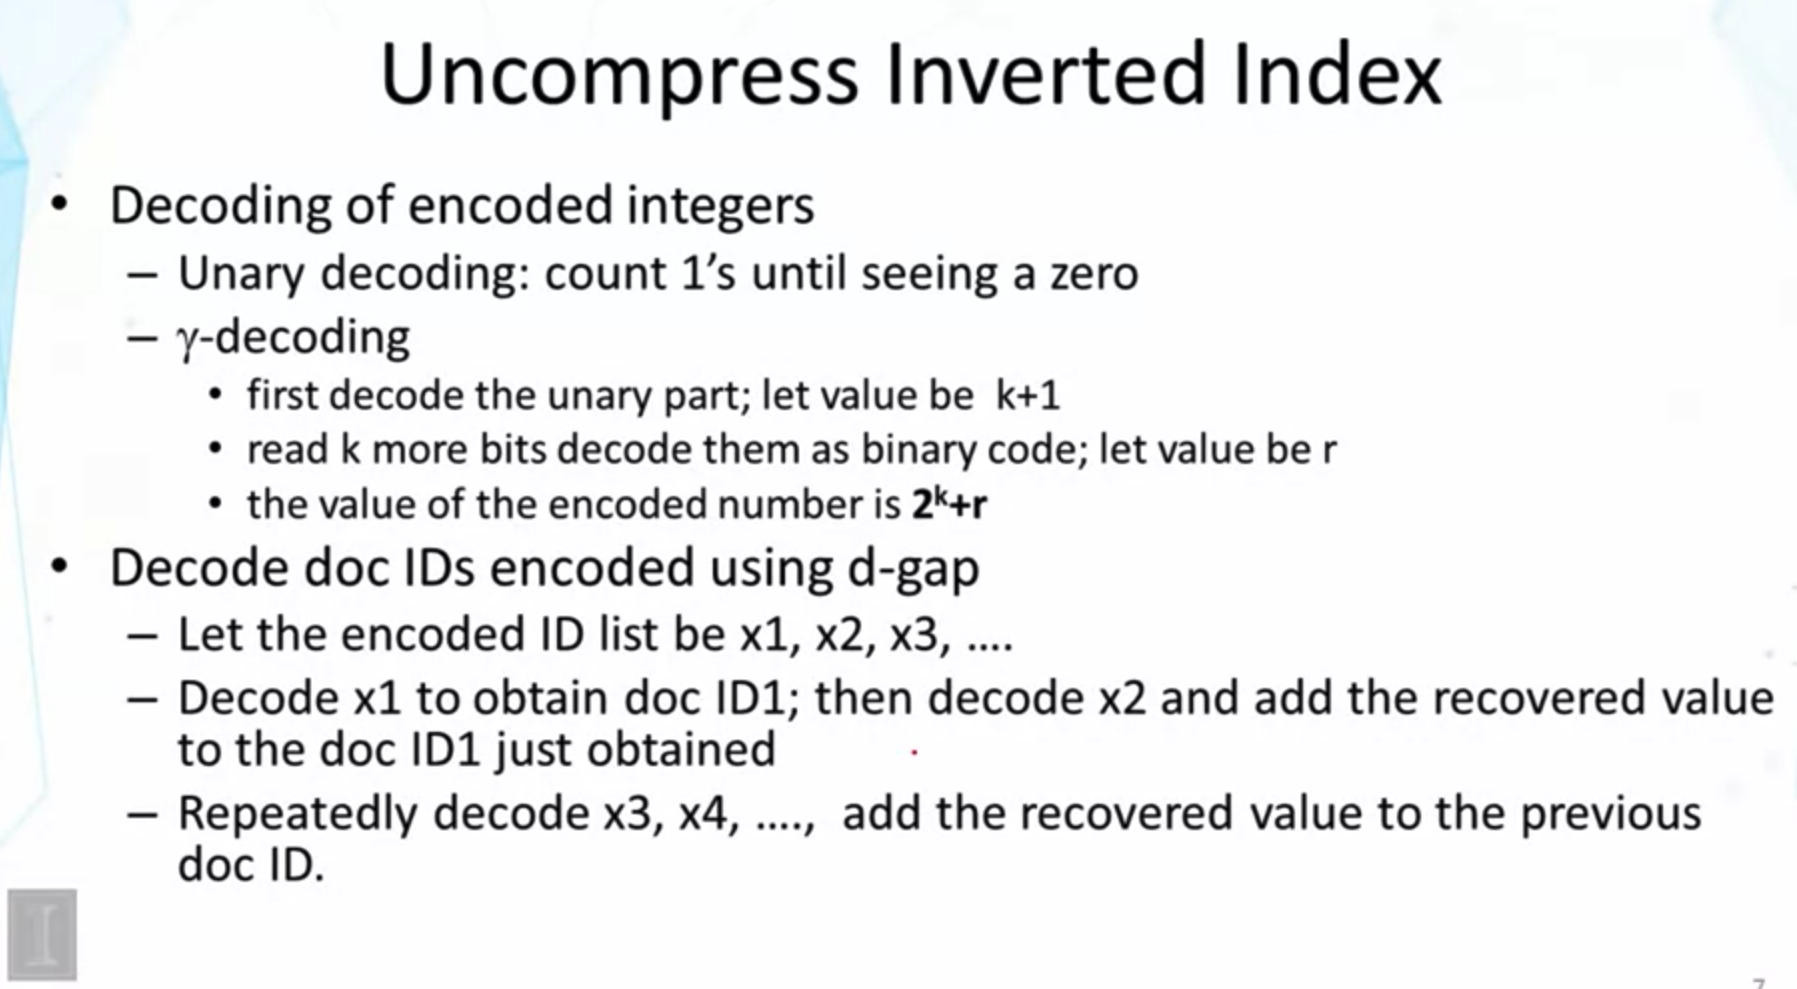 Uncompress Inverted Index
• Decoding of encoded integers
– Unary decoding: count 1's until seeing a zero
– γ-decoding
• first decode the unary part; let value be k+1
• read k more bits decode them as binary code; let value be r
• the value of the encoded number is 2ᵏ+r
• Decode doc IDs encoded using d-gap
– Let the encoded ID list be x1, x2, x3, ....
– Decode x1 to obtain doc ID1; then decode x2 and add the recovered value
to the doc ID1 just obtained
– Repeatedly decode x3, x4, ...., add the recovered value to the previous
doc ID.
I
7